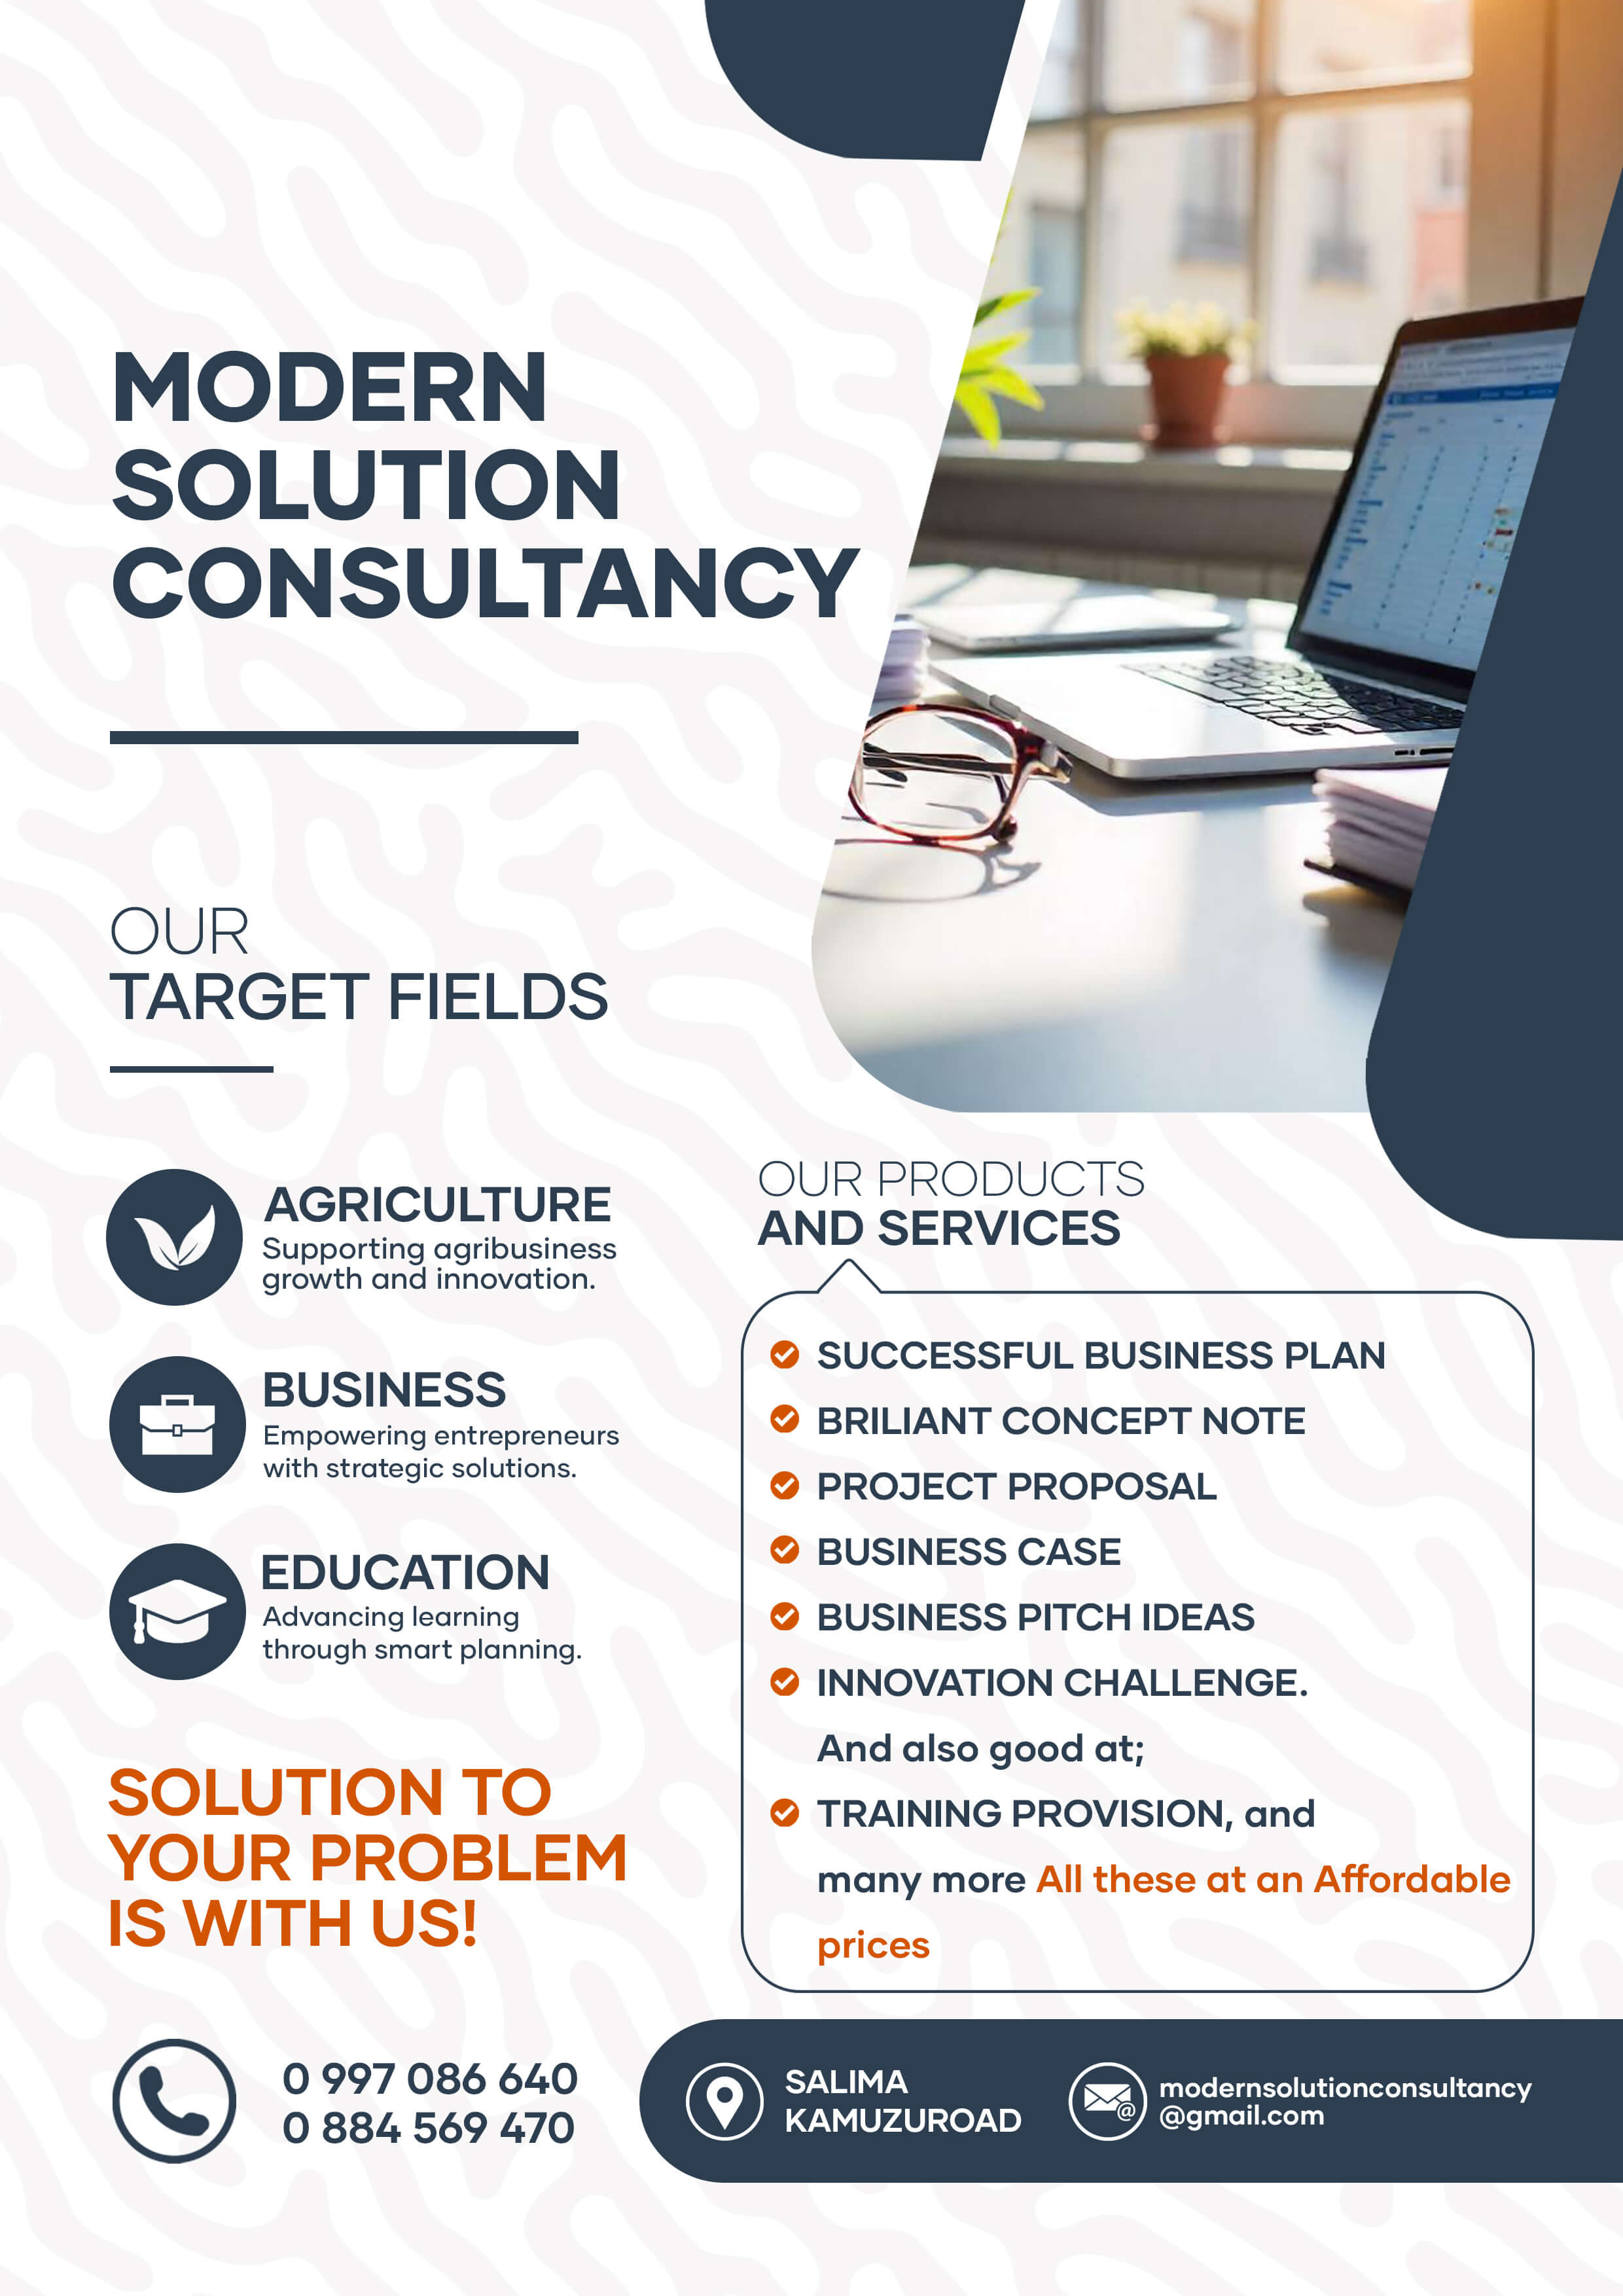 MODERN
SOLUTION
CONSULTANCY
OUR
TARGET FIELDS
AGRICULTURE
Supporting agribusiness
growth and innovation.
BUSINESS
Empowering entrepreneurs
with strategic solutions.
EDUCATION
Advancing learning
through smart planning.
SOLUTION TO
YOUR PROBLEM
IS WITH US!
OUR PRODUCTS
AND SERVICES
SUCCESSFUL BUSINESS PLAN
BRILIANT CONCEPT NOTE
PROJECT PROPOSAL
BUSINESS CASE
BUSINESS PITCH IDEAS
INNOVATION CHALLENGE.
And also good at;
TRAINING PROVISION, and
many more All these at an Affordable
prices
0 997 086 640
0 884 569 470
SALIMA
KAMUZUROAD
@
modernsolutionconsultancy
@gmail.com